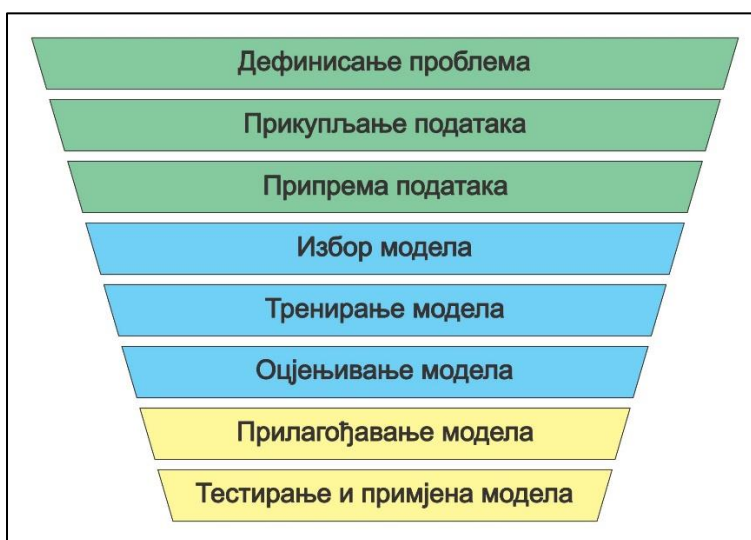 Дефинисање проблема
Прикупљање података
Припрема података
Избор модела
Тренирање модела
Оцјењивање модела
Прилагођавање модела
Тестирање и примјена модела